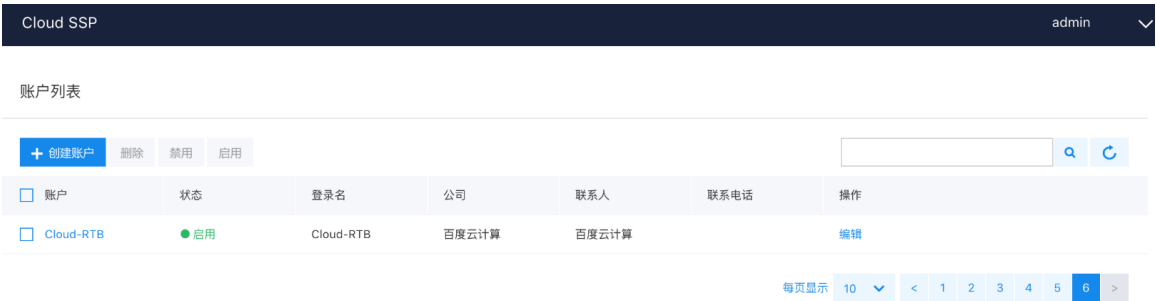 Cloud SSP admin
账户列表
+ 创建账户 删除 禁用 启用
账户 状态 登录名 公司 联系人 联系电话 操作
Cloud-RTB 启用 Cloud-RTB 百度云计算 百度云计算 编辑
每页显示 10 < 1 2 3 4 5 6 >